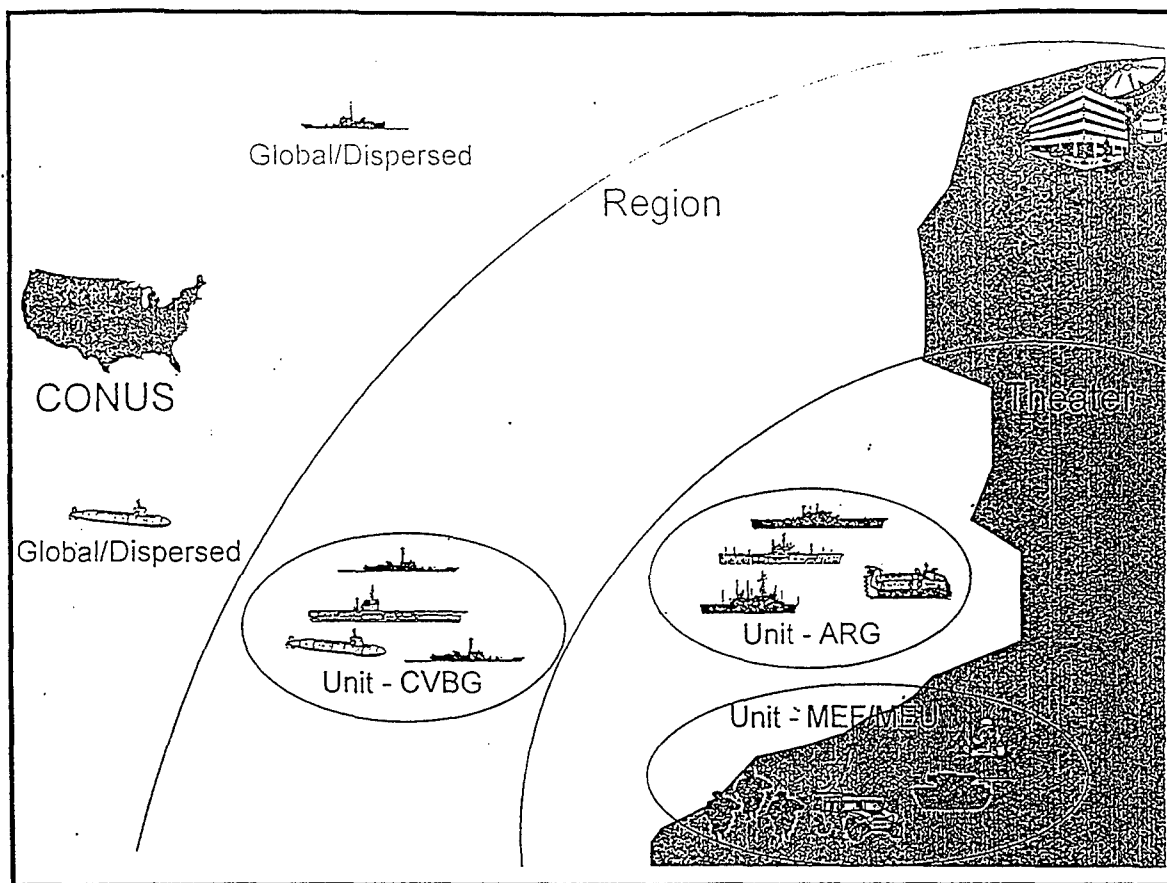 Global/Dispersed
Region
CONUS
Theater
Global/Dispersed
Unit - CVBG
Unit - ARG
Unit - MEF/MEU